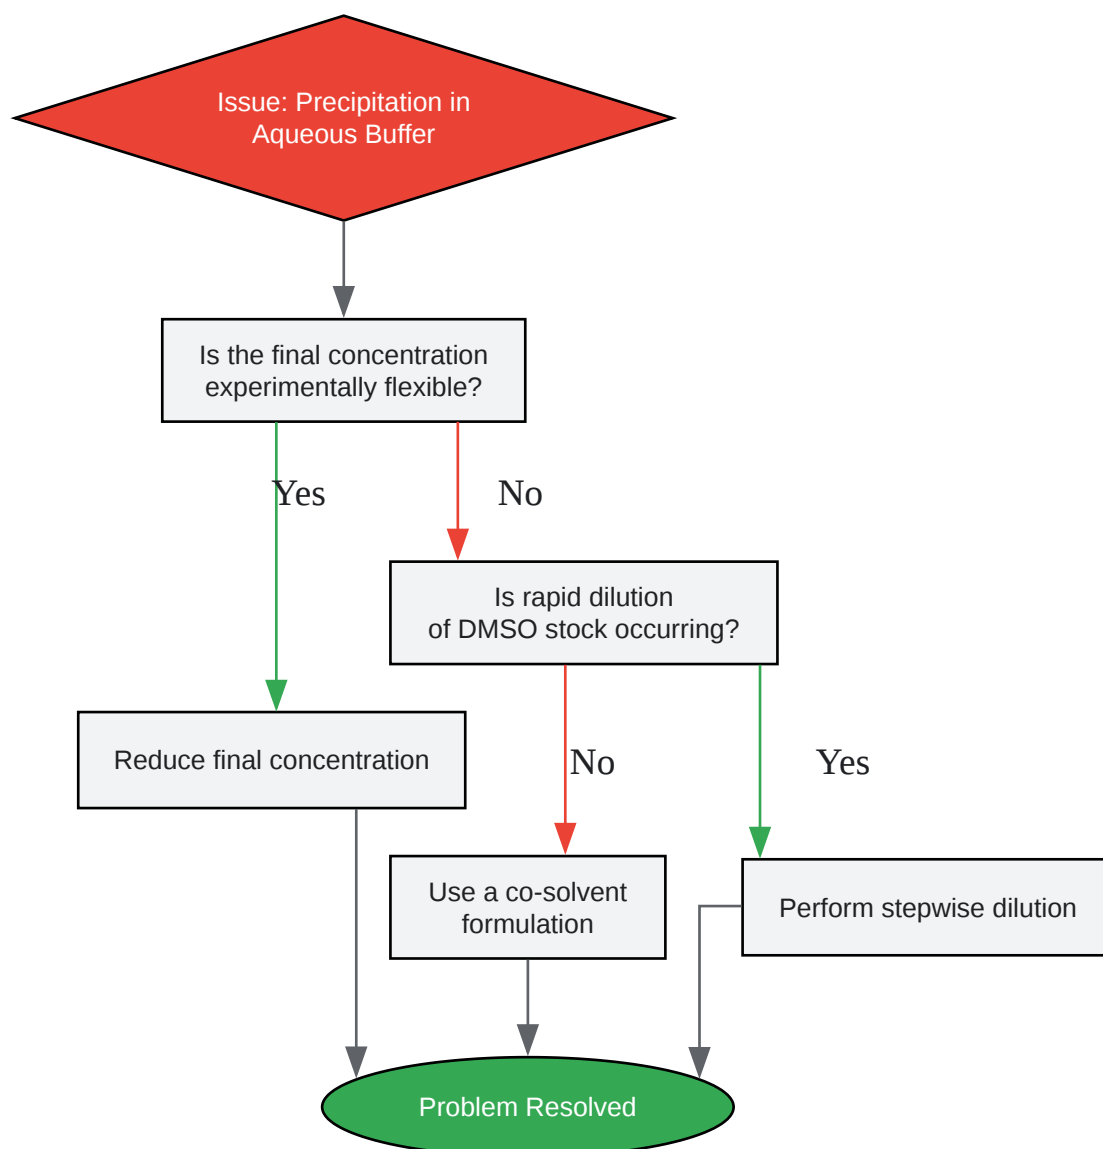 Issue: Precipitation in
Aqueous Buffer
Is the final concentration
experimentally flexible?
Yes
No
Is rapid dilution
of DMSO stock occurring?
Reduce final concentration
No
Yes
Use a co-solvent
formulation
Perform stepwise dilution
Problem Resolved